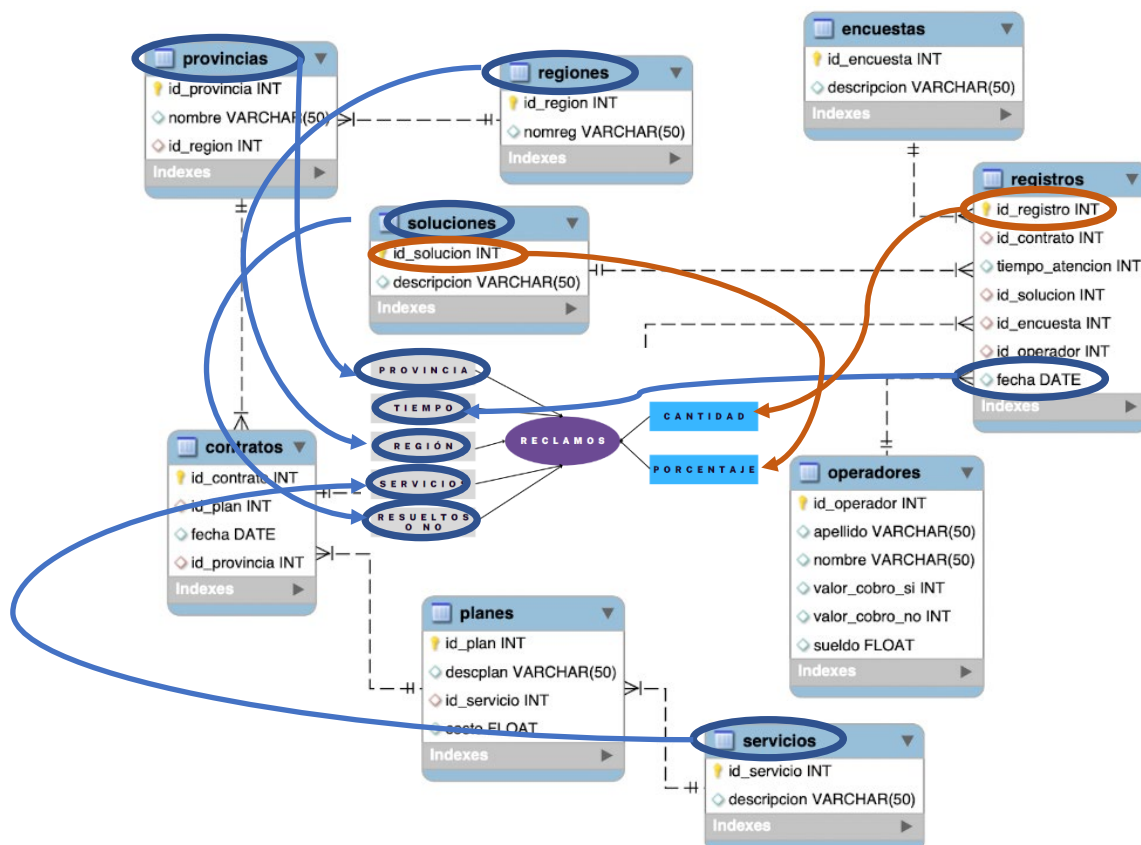 provincias
id_provincia INT
nombre VARCHAR(50)
id_region INT
Indexes
regiones
id_region INT
nomreg VARCHAR(50)
Indexes
encuestas
id_encuesta INT
descripcion VARCHAR(50)
Indexes
registros
id_registro INT
id_contrato INT
tiempo_atencion INT
id_solucion INT
id_encuesta INT
id_operador INT
fecha DATE
Indexes
soluciones
id_solucion INT
descripcion VARCHAR(50)
Indexes
PROVINCIA
TIEMPO
REGIÓN
SERVICIO
RESUELTOS
O NO
RECLAMOS
CANTIDAD
PORCENTAJE
contratos
id_contrato INT
id_plan INT
fecha DATE
id_provincia INT
Indexes
operadores
id_operador INT
apellido VARCHAR(50)
nombre VARCHAR(50)
valor_cobro_si INT
valor_cobro_no INT
sueldo FLOAT
Indexes
planes
id_plan INT
descplan VARCHAR(50)
id_servicio INT
costo FLOAT
Indexes
servicios
id_servicio INT
descripcion VARCHAR(50)
Indexes